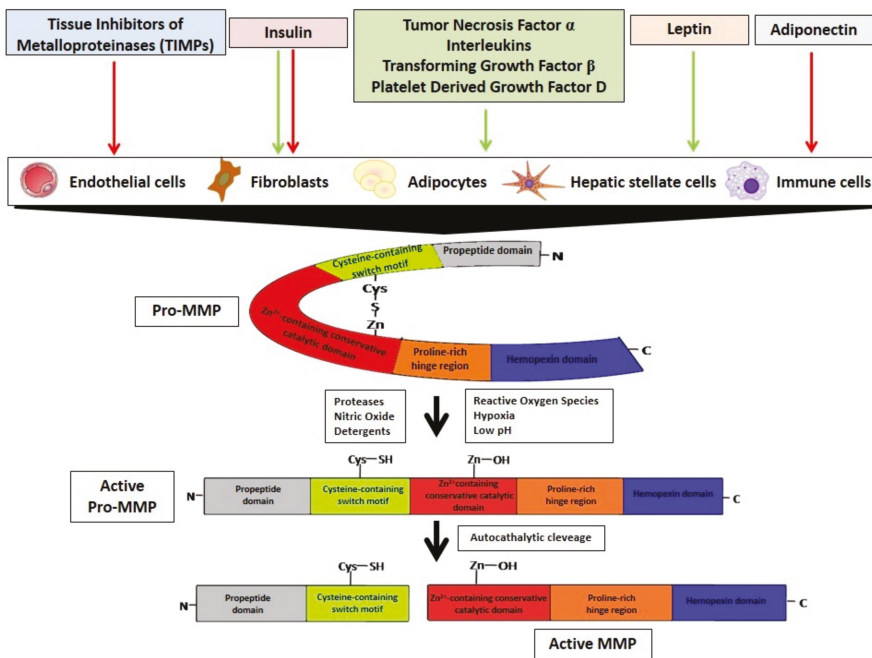 Tissue Inhibitors of
Metalloproteinases (TIMPs)
Insulin
Tumor Necrosis Factor α
Interleukins
Transforming Growth Factor β
Platelet Derived Growth Factor D
Leptin
Adiponectin
Endothelial cells
Fibroblasts
Adipocytes
Hepatic stellate cells
Immune cells
Pro-MMP
Cysteine-containing
switch motif
Propeptide domain
N
Cys
S
Zn
Zn²⁺-containing conservative
catalytic domain
Proline-rich
hinge region
Hemopexin domain
C
Proteases
Nitric Oxide
Detergents
Reactive Oxygen Species
Hypoxia
Low pH
Active
Pro-MMP
Cys—SH
Zn—OH
N
Propeptide
domain
Cysteine-containing
switch motif
Zn²⁺containing
conservative catalytic
domain
Proline-rich
hinge region
Hemopexin domain
C
Autocathalytic cleveage
Cys—SH
Zn—OH
N
Propeptide
domain
Cysteine-containing
switch motif
Zn²⁺-containing conservative
catalytic domain
Proline-rich
hinge region
Hemopexin domain
C
Active MMP